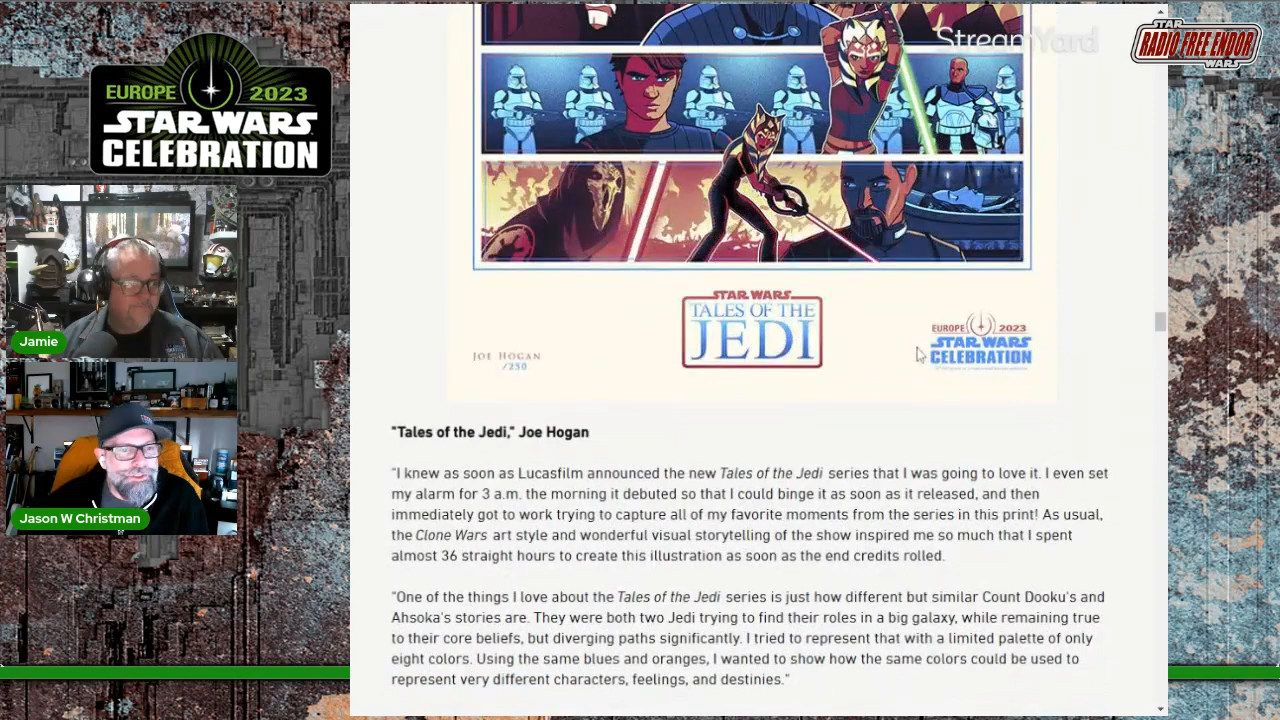 StreamYard
STAR
RADIO FREE ENDOR
WARS
EUROPE 2023
STAR WARS
CELEBRATION
Jamie
Jason W Christman
STAR WARS
TALES OF THE
JEDI
JOE HOGAN
/250
EUROPE 2023
STAR WARS
CELEBRATION
"Tales of the Jedi," Joe Hogan
"I knew as soon as Lucasfilm announced the new Tales of the Jedi series that I was going to love it. I even set
my alarm for 3 a.m. the morning it debuted so that I could binge it as soon as it released, and then
immediately got to work trying to capture all of my favorite moments from the series in this print! As usual,
the Clone Wars art style and wonderful visual storytelling of the show inspired me so much that I spent
almost 36 straight hours to create this illustration as soon as the end credits rolled.
"One of the things I love about the Tales of the Jedi series is just how different but similar Count Dooku's and
Ahsoka's stories are. They were both two Jedi trying to find their roles in a big galaxy, while remaining true
to their core beliefs, but diverging paths significantly. I tried to represent that with a limited palette of only
eight colors. Using the same blues and oranges, I wanted to show how the same colors could be used to
represent very different characters, feelings, and destinies."